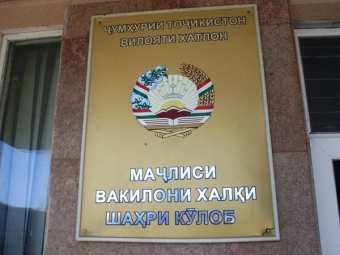 ҶУМҲУРИИ ТОҶИКИСТОН
ВИЛОЯТИ ХАТЛОН
МАҶЛИСИ
ВАКИЛОНИ ХАЛҚИ
ШАҲРИ КӮЛОБ